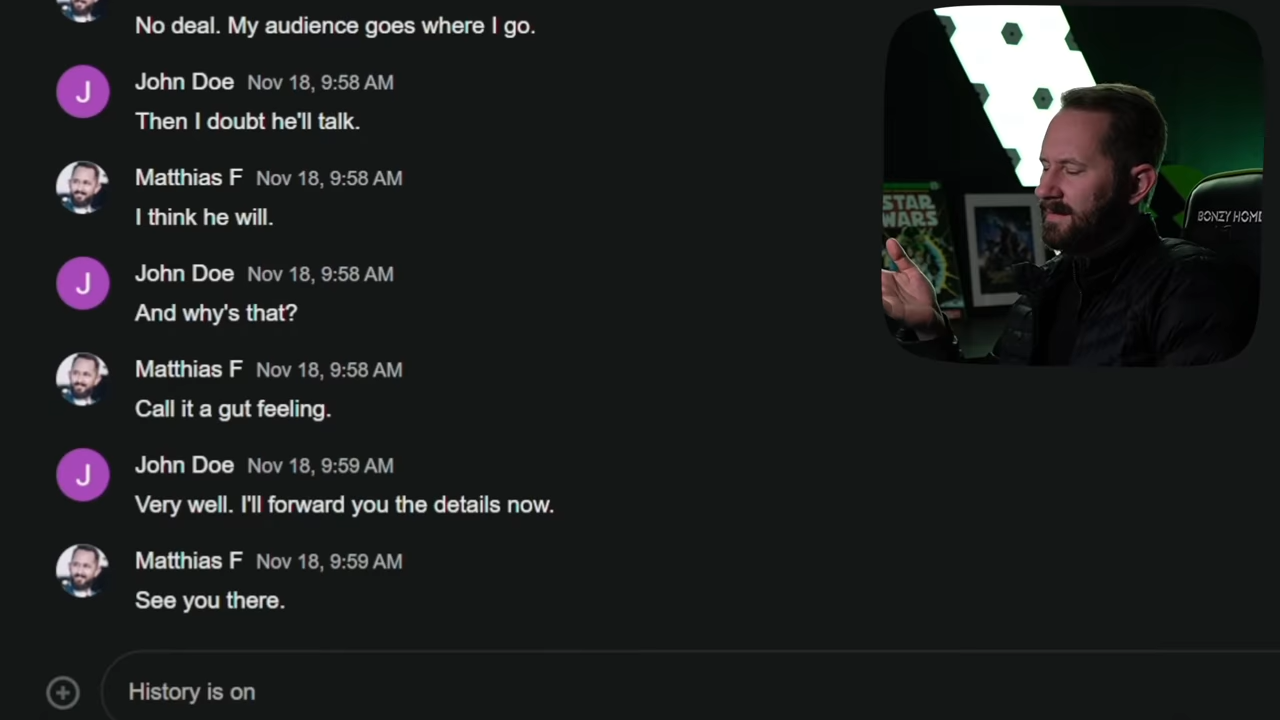 No deal. My audience goes where I go.
J
John Doe Nov 18, 9:58 AM
Then I doubt he'll talk.
Matthias F Nov 18, 9:58 AM
I think he will.
J
John Doe Nov 18, 9:58 AM
And why's that?
Matthias F Nov 18, 9:58 AM
Call it a gut feeling.
J
John Doe Nov 18, 9:59 AM
Very well. I'll forward you the details now.
Matthias F Nov 18, 9:59 AM
See you there.
History is on
STAR
WARS
BONZY HOME